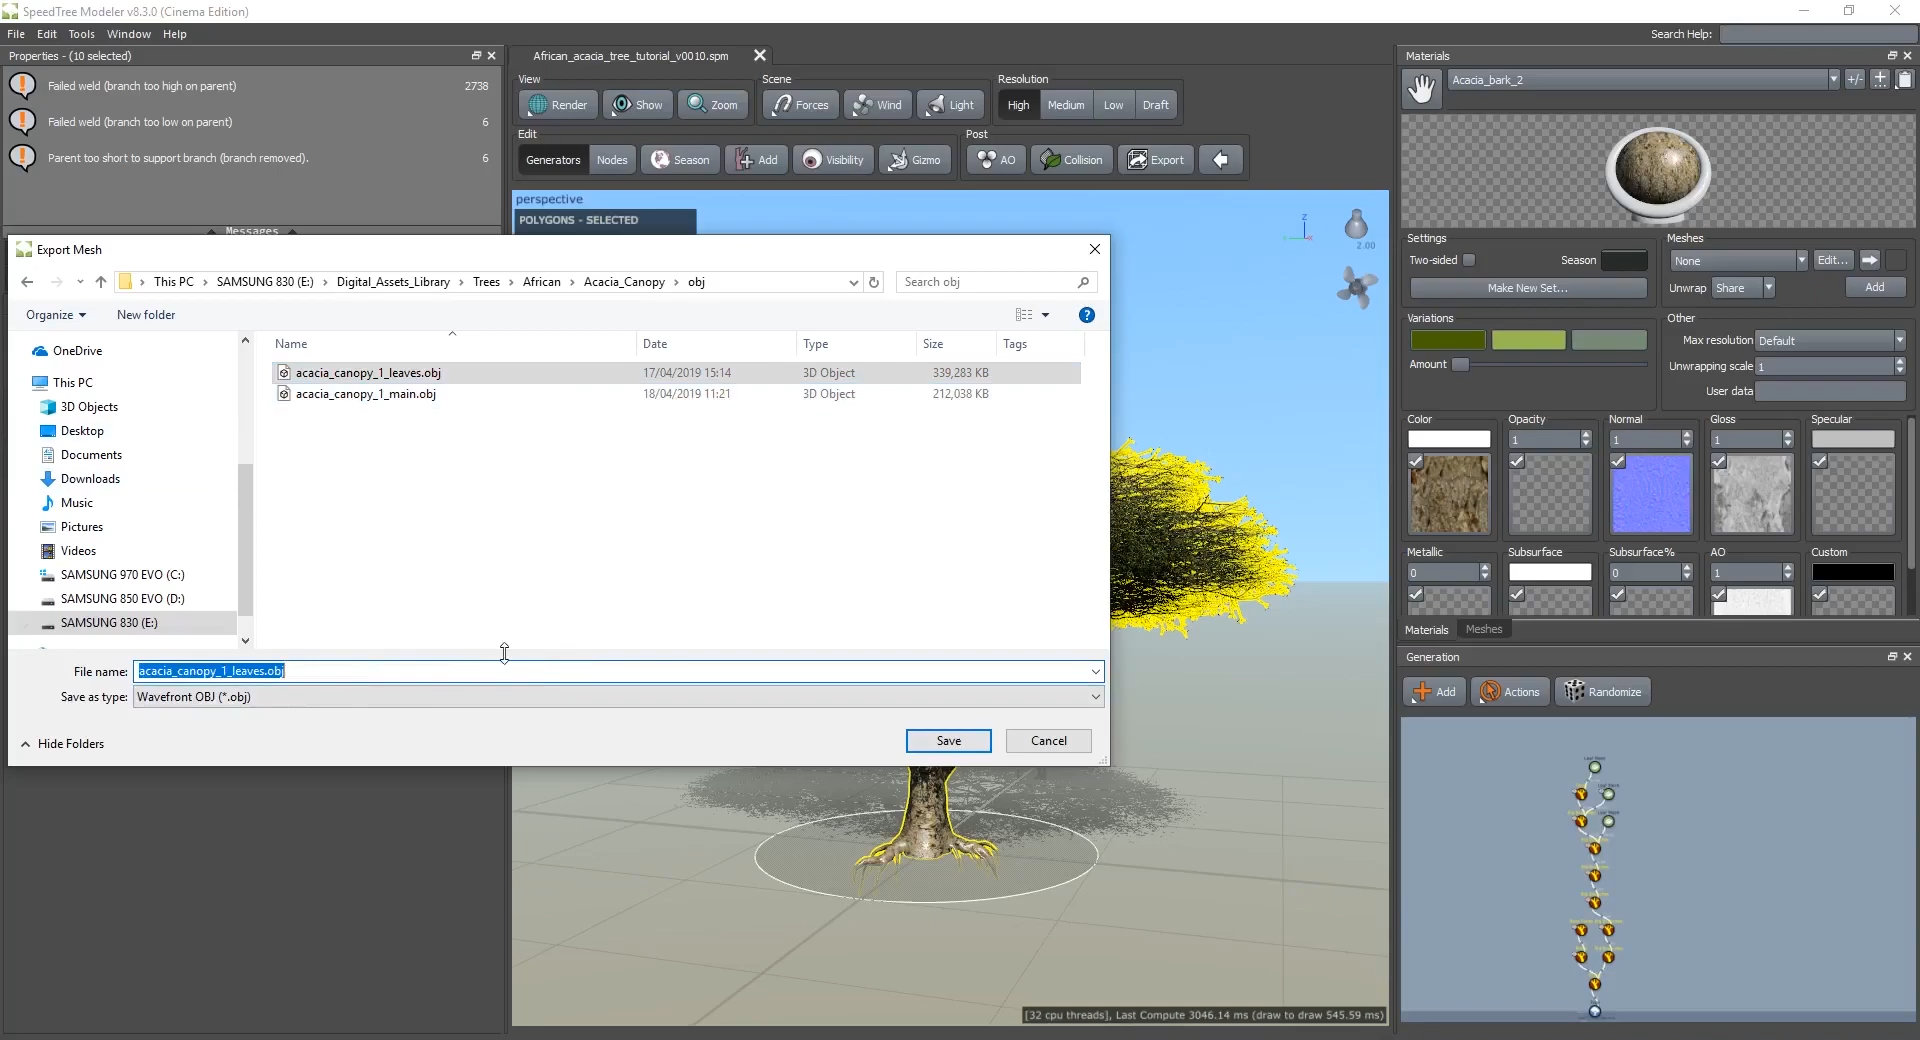 SpeedTree Modeler v8.3.0 (Cinema Edition)
File Edit Tools Window Help
Search Help:
Properties - (10 selected)
Failed weld (branch too high on parent) 2738
Failed weld (branch too low on parent) 6
Parent too short to support branch (branch removed). 6
Messages
African_acacia_tree_tutorial_v0010.spm
View
Render Show Zoom
Scene
Forces Wind Light
Resolution
High Medium Low Draft
Edit
Generators Nodes Season Add Visibility Gizmo
Post
AO Collision Export
perspective
POLYGONS - SELECTED
Z
2.00
Export Mesh
This PC > SAMSUNG 830 (E:) > Digital_Assets_Library > Trees > African > Acacia_Canopy > obj
Search obj
Organize New folder
OneDrive
This PC
3D Objects
Desktop
Documents
Downloads
Music
Pictures
Videos
SAMSUNG 970 EVO (C:)
SAMSUNG 850 EVO (D:)
SAMSUNG 830 (E:)
Name Date Type Size Tags
acacia_canopy_1_leaves.obj 17/04/2019 15:14 3D Object 339,283 KB
acacia_canopy_1_main.obj 18/04/2019 11:21 3D Object 212,038 KB
File name: acacia_canopy_1_leaves.obj
Save as type: Wavefront OBJ (*.obj)
Hide Folders
Save Cancel
[32 cpu threads], Last Compute 3046.14 ms (draw to draw 545.59 ms)
Materials
Acacia_bark_2
+/-
Settings
Two-sided Season
Make New Set...
Meshes
None Edit...
Unwrap Share Add
Variations
Amount
Other
Max resolution Default
Unwrapping scale 1
User data
Color Opacity Normal Gloss Specular
1 1 1
Metallic Subsurface Subsurface% AO Custom
0 0 1
Materials Meshes
Generation
Add Actions Randomize